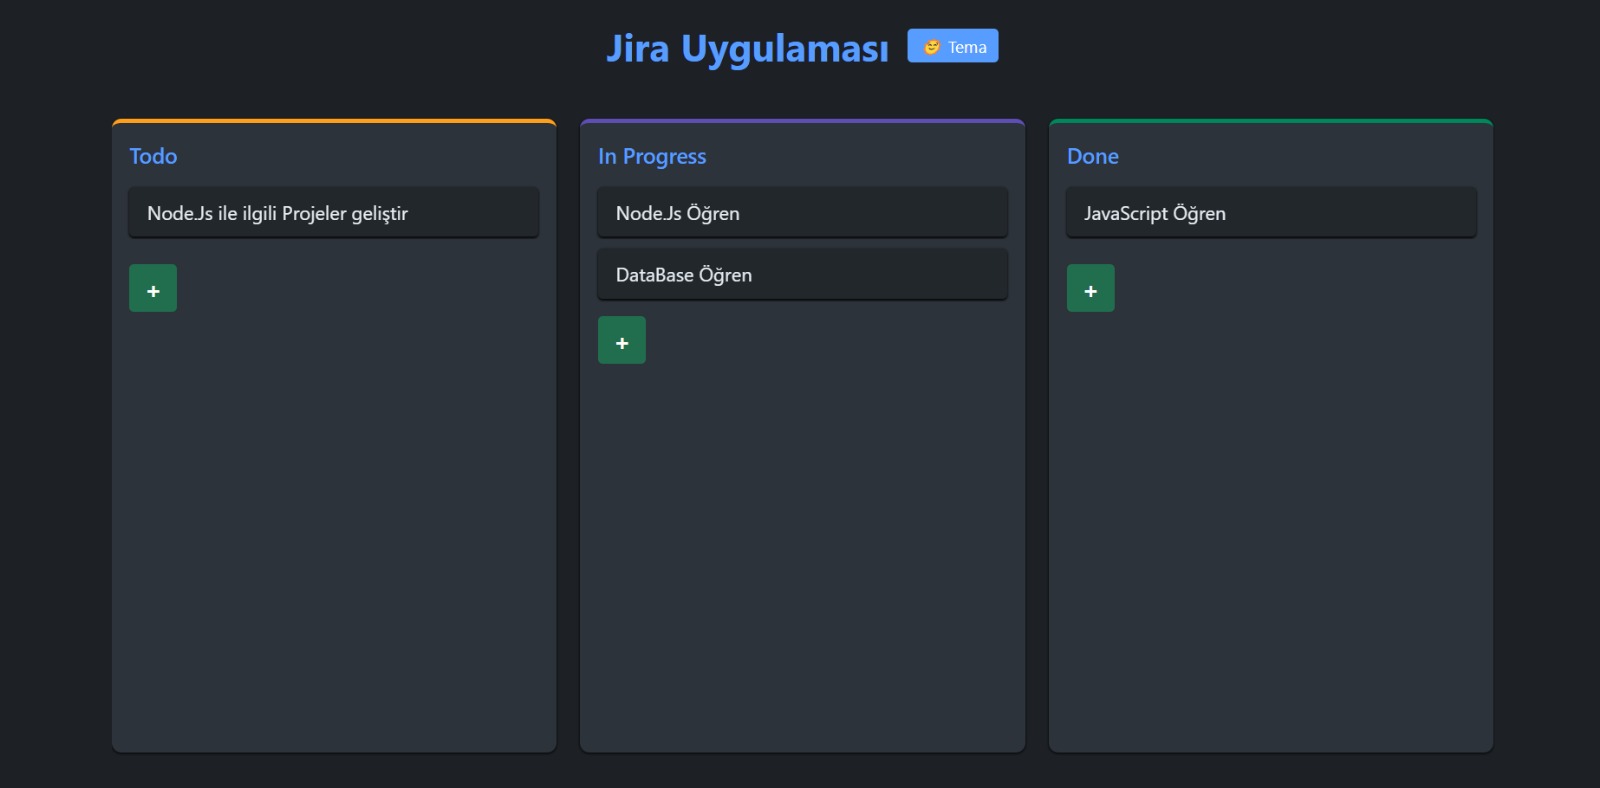 Jira Uygulaması
😴 Tema
Todo
Node.Js ile ilgili Projeler geliştir
+
In Progress
Node.Js Öğren
DataBase Öğren
+
Done
JavaScript Öğren
+